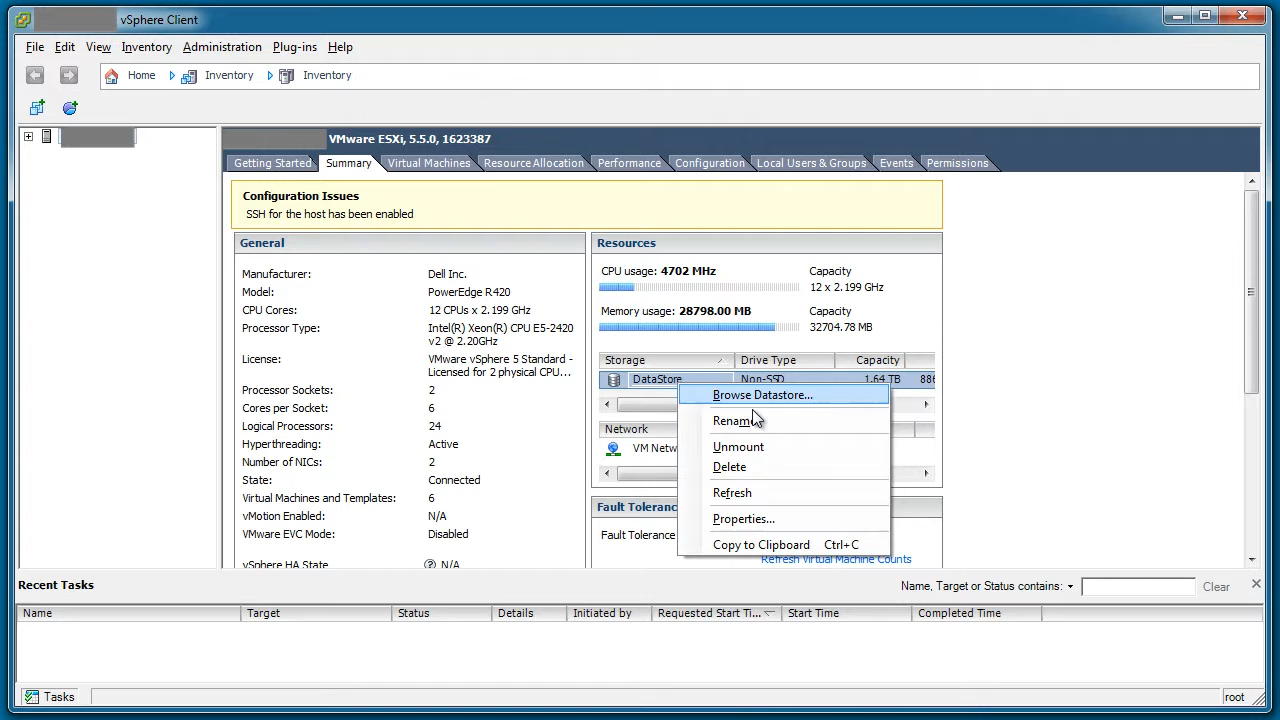 vSphere Client
File Edit View Inventory Administration Plug-ins Help
Home Inventory Inventory
VMware ESXi, 5.5.0, 1623387
Getting Started Summary Virtual Machines Resource Allocation Performance Configuration Local Users & Groups Events Permissions
Configuration Issues
SSH for the host has been enabled
General
Manufacturer: Dell Inc.
Model: PowerEdge R420
CPU Cores: 12 CPUs x 2.199 GHz
Processor Type: Intel(R) Xeon(R) CPU E5-2420
v2 @ 2.20GHz
License: VMware vSphere 5 Standard -
Licensed for 2 physical CPU...
Processor Sockets: 2
Cores per Socket: 6
Logical Processors: 24
Hyperthreading: Active
Number of NICs: 2
State: Connected
Virtual Machines and Templates: 6
vMotion Enabled: N/A
VMware EVC Mode: Disabled
vSphere HA State N/A
Resources
CPU usage: 4702 MHz Capacity
12 x 2.199 GHz
Memory usage: 28798.00 MB Capacity
32704.78 MB
Storage Drive Type Capacity
DataStore Non-SSD 1.64 TB 886
Network
VM Netw
Fault Toleranc
Fault Tolerance
Refresh Virtual Machine Counts
Browse Datastore...
Rename
Unmount
Delete
Refresh
Properties...
Copy to Clipboard Ctrl+C
Recent Tasks Name, Target or Status contains: Clear
Name Target Status Details Initiated by Requested Start Ti... Start Time Completed Time
Tasks root